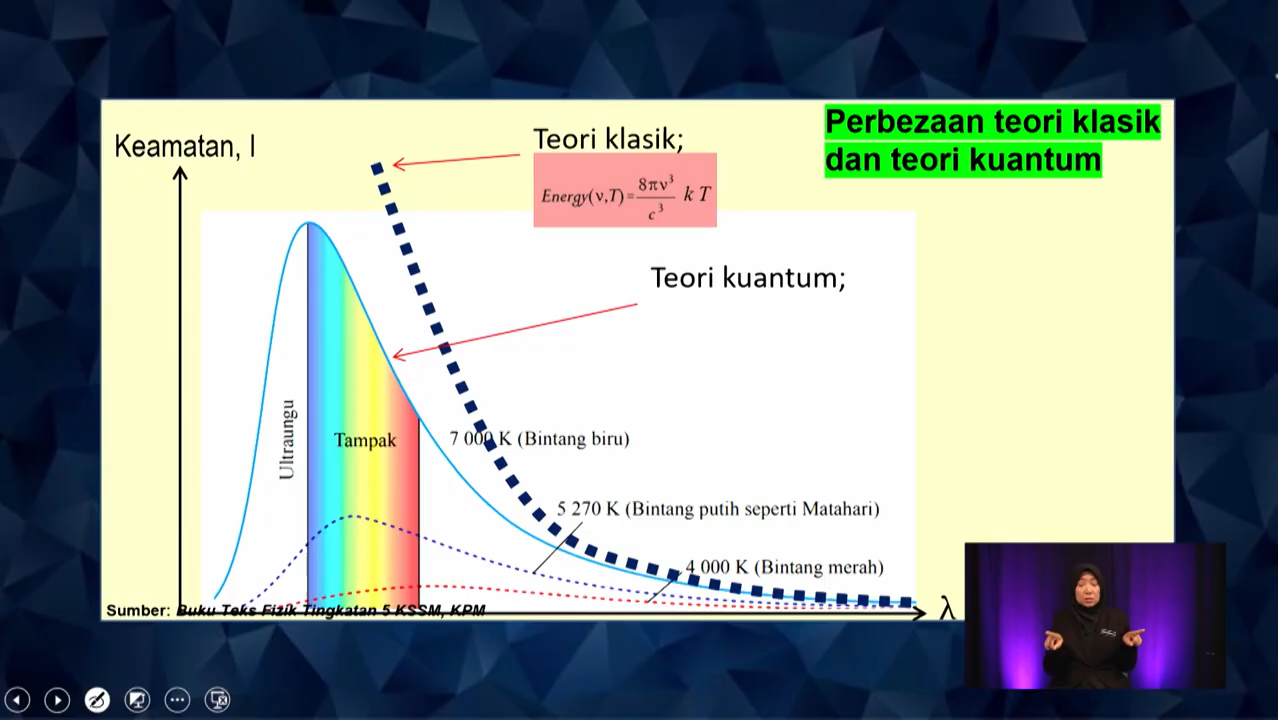 Perbezaan teori klasik
dan teori kuantum
Keamatan, I
Teori klasik;
Energy(ν,T)=8πν³/c³ k T
Teori kuantum;
Ultraungu
Tampak
7 000 K (Bintang biru)
5 270 K (Bintang putih seperti Matahari)
4 000 K (Bintang merah)
Sumber: Buku Teks Fizik Tingkatan 5 KSSM, KPM
λ